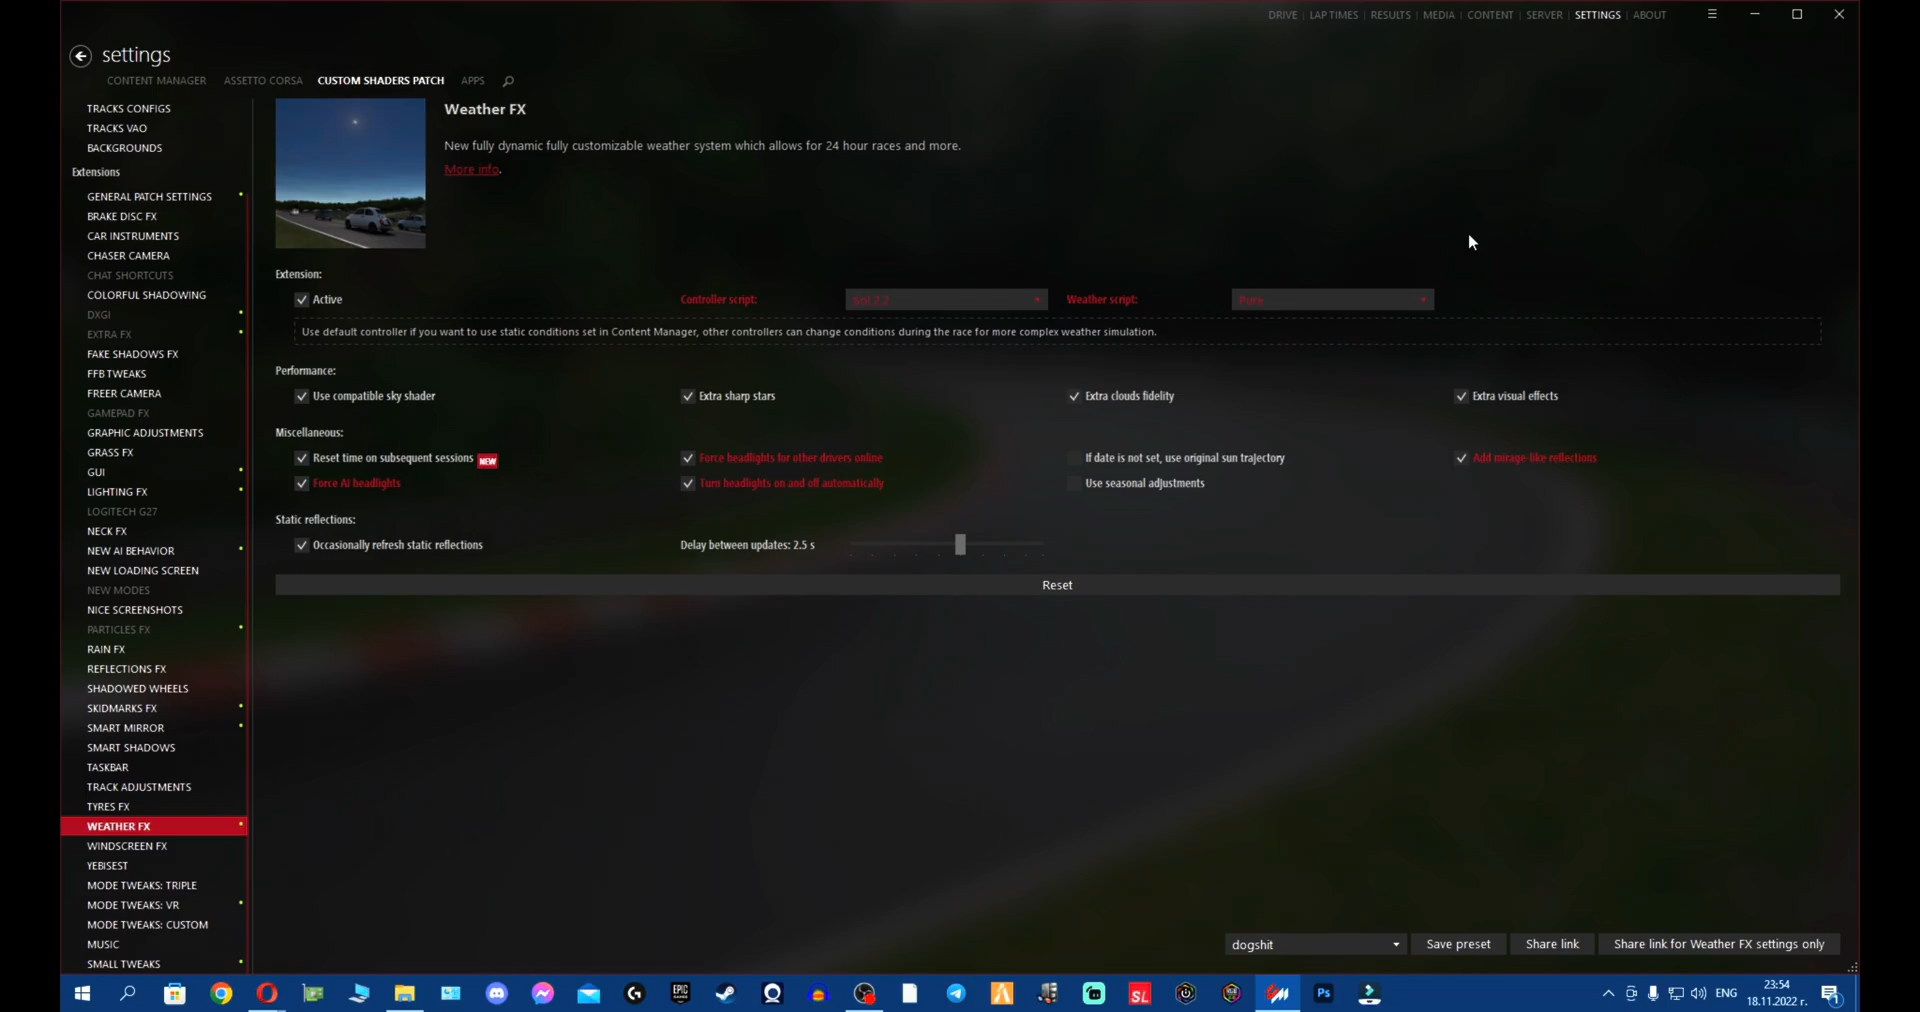 DRIVE | LAP TIMES | RESULTS | MEDIA | CONTENT | SERVER | SETTINGS | ABOUT
settings
CONTENT MANAGER ASSETTO CORSA CUSTOM SHADERS PATCH APPS
TRACKS CONFIGS
TRACKS VAO
BACKGROUNDS
Extensions
GENERAL PATCH SETTINGS
BRAKE DISC FX
CAR INSTRUMENTS
CHASER CAMERA
CHAT SHORTCUTS
COLORFUL SHADOWING
DXGI
EXTRA FX
FAKE SHADOWS FX
FFB TWEAKS
FREER CAMERA
GAMEPAD FX
GRAPHIC ADJUSTMENTS
GRASS FX
GUI
LIGHTING FX
LOGITECH G27
NECK FX
NEW AI BEHAVIOR
NEW LOADING SCREEN
NEW MODES
NICE SCREENSHOTS
PARTICLES FX
RAIN FX
REFLECTIONS FX
SHADOWED WHEELS
SKIDMARKS FX
SMART MIRROR
SMART SHADOWS
TASKBAR
TRACK ADJUSTMENTS
TYRES FX
WEATHER FX
WINDSCREEN FX
YEBISEST
MODE TWEAKS: TRIPLE
MODE TWEAKS: VR
MODE TWEAKS: CUSTOM
MUSIC
SMALL TWEAKS
Weather FX
New fully dynamic fully customizable weather system which allows for 24 hour races and more.
More info.
Extension:
Active Controller script: Sol 2.2 Weather script: Pure
Use default controller if you want to use static conditions set in Content Manager, other controllers can change conditions during the race for more complex weather simulation.
Performance:
Use compatible sky shader Extra sharp stars Extra clouds fidelity Extra visual effects
Miscellaneous:
Reset time on subsequent sessions NEW Force headlights for other drivers online If date is not set, use original sun trajectory Add mirage-like reflections
Force AI headlights Turn headlights on and off automatically Use seasonal adjustments
Static reflections:
Occasionally refresh static reflections Delay between updates: 2.5 s
Reset
dogshit Save preset Share link Share link for Weather FX settings only
EPIC GAMES
SL
Ps
ENG
23:54
18.11.2022 г.
1